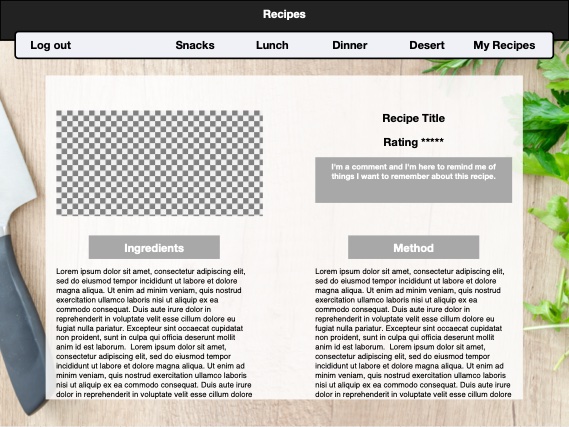 Recipes
Log out Snacks Lunch Dinner Desert My Recipes
Recipe Title
Rating *****
I'm a comment and I'm here to remind me of
things I want to remember about this recipe.
Ingredients
Lorem ipsum dolor sit amet, consectetur adipiscing elit,
sed do eiusmod tempor incididunt ut labore et dolore
magna aliqua. Ut enim ad minim veniam, quis nostrud
exercitation ullamco laboris nisi ut aliquip ex ea
commodo consequat. Duis aute irure dolor in
reprehenderit in voluptate velit esse cillum dolore eu
fugiat nulla pariatur. Excepteur sint occaecat cupidatat
non proident, sunt in culpa qui officia deserunt mollit
anim id est laborum. Lorem ipsum dolor sit amet,
consectetur adipiscing elit, sed do eiusmod tempor
incididunt ut labore et dolore magna aliqua. Ut enim ad
minim veniam, quis nostrud exercitation ullamco laboris
nisi ut aliquip ex ea commodo consequat. Duis aute irure
dolor in reprehenderit in voluptate velit esse cillum dolore
Method
Lorem ipsum dolor sit amet, consectetur adipiscing elit,
sed do eiusmod tempor incididunt ut labore et dolore
magna aliqua. Ut enim ad minim veniam, quis nostrud
exercitation ullamco laboris nisi ut aliquip ex ea
commodo consequat. Duis aute irure dolor in
reprehenderit in voluptate velit esse cillum dolore eu
fugiat nulla pariatur. Excepteur sint occaecat cupidatat
non proident, sunt in culpa qui officia deserunt mollit
anim id est laborum. Lorem ipsum dolor sit amet,
consectetur adipiscing elit, sed do eiusmod tempor
incididunt ut labore et dolore magna aliqua. Ut enim ad
minim veniam, quis nostrud exercitation ullamco laboris
nisi ut aliquip ex ea commodo consequat. Duis aute irure
dolor in reprehenderit in voluptate velit esse cillum dolore